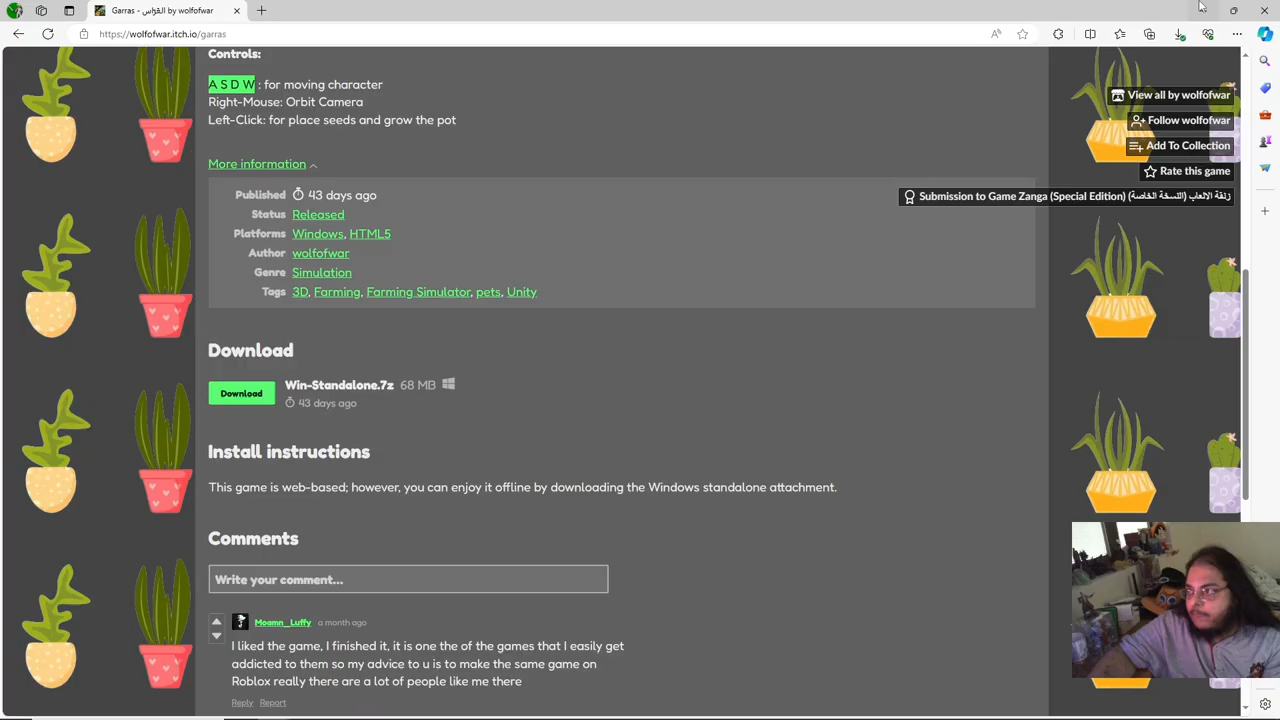 Garras - الغرّاس by wolfofwar
https://wolfofwar.itch.io/garras
Controls:
A S D W : for moving character
Right-Mouse: Orbit Camera
Left-Click: for place seeds and grow the pot
View all by wolfofwar
Follow wolfofwar
Add To Collection
Rate this game
Submission to Game Zanga (Special Edition) زنقة الالعاب (النسخة الخاصة)
More information
Published 43 days ago
Status Released
Platforms Windows, HTML5
Author wolfofwar
Genre Simulation
Tags 3D, Farming, Farming Simulator, pets, Unity
Download
Download Win-Standalone.7z 68 MB
43 days ago
Install instructions
This game is web-based; however, you can enjoy it offline by downloading the Windows standalone attachment.
Comments
Write your comment...
Moamn_Luffy a month ago
I liked the game, I finished it, it is one the of the games that I easily get
addicted to them so my advice to u is to make the same game on
Roblox really there are a lot of people like me there
Reply Report